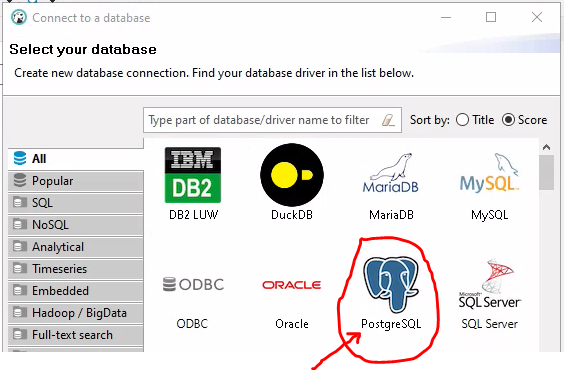 Connect to a database
Select your database
Create new database connection. Find your database driver in the list below.
Type part of database/driver name to filter
Sort by:
Title
Score
All
Popular
SQL
NoSQL
Analytical
Timeseries
Embedded
Hadoop / BigData
Full-text search
IBM
DB2
DB2 LUW
DuckDB
MariaDB
MariaDB
MySQL
MySQL
ODBC
ODBC
ORACLE
Oracle
PostgreSQL
Microsoft
SQL Server
SQL Server